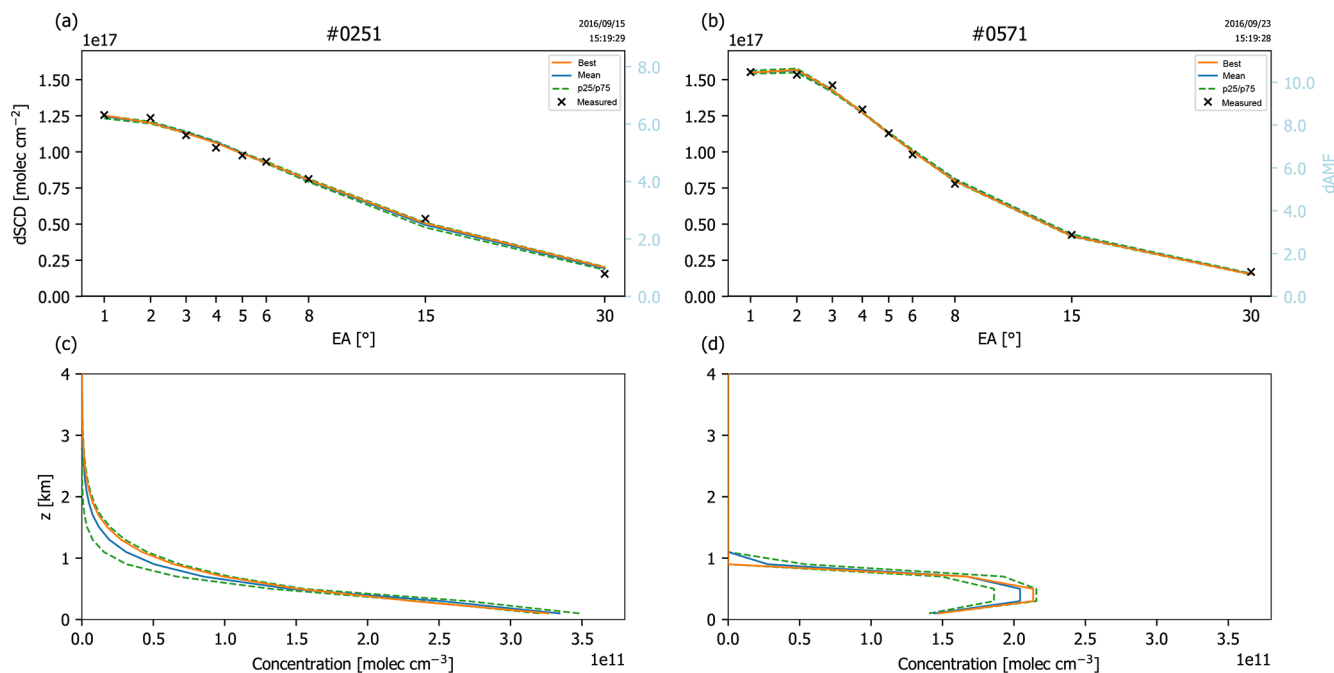 (a)
#0251
2016/09/15
15:19:29
1e17
Best
Mean
p25/p75
Measured
1.50
1.25
1.00
0.75
0.50
0.25
0.00
dSCD [molec cm−2]
8.0
6.0
4.0
2.0
0.0
1 2 3 4 5 6 8 15 30
EA [°]
(b)
#0571
2016/09/23
15:19:28
1e17
Best
Mean
p25/p75
Measured
1.50
1.25
1.00
0.75
0.50
0.25
0.00
10.0
8.0
6.0
4.0
2.0
0.0
dAMF
1 2 3 4 5 6 8 15 30
EA [°]
(c)
4
3
2
1
0
z [km]
0.0 0.5 1.0 1.5 2.0 2.5 3.0 3.5
Concentration [molec cm−3]
1e11
(d)
4
3
2
1
0
0.0 0.5 1.0 1.5 2.0 2.5 3.0 3.5
Concentration [molec cm−3]
1e11